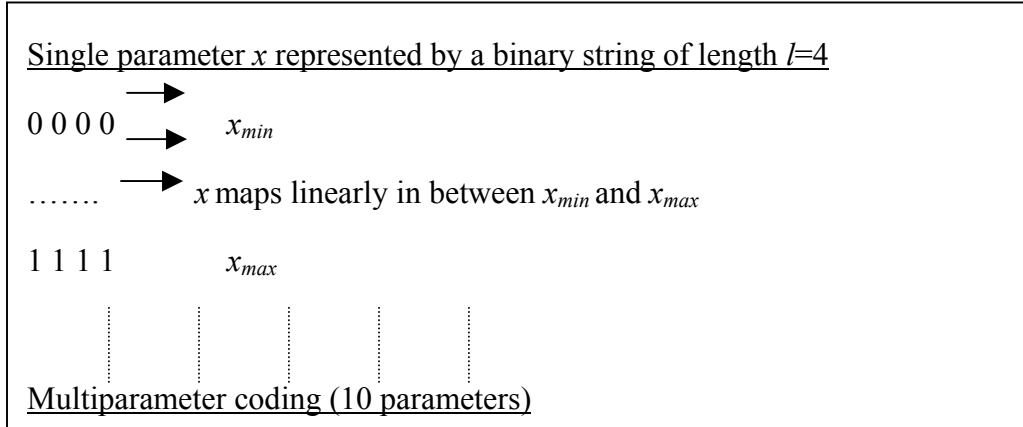 Single parameter x represented by a binary string of length l=4
0 0 0 0 x_min
……. x maps linearly in between x_min and x_max
1 1 1 1 x_max
Multiparameter coding (10 parameters)